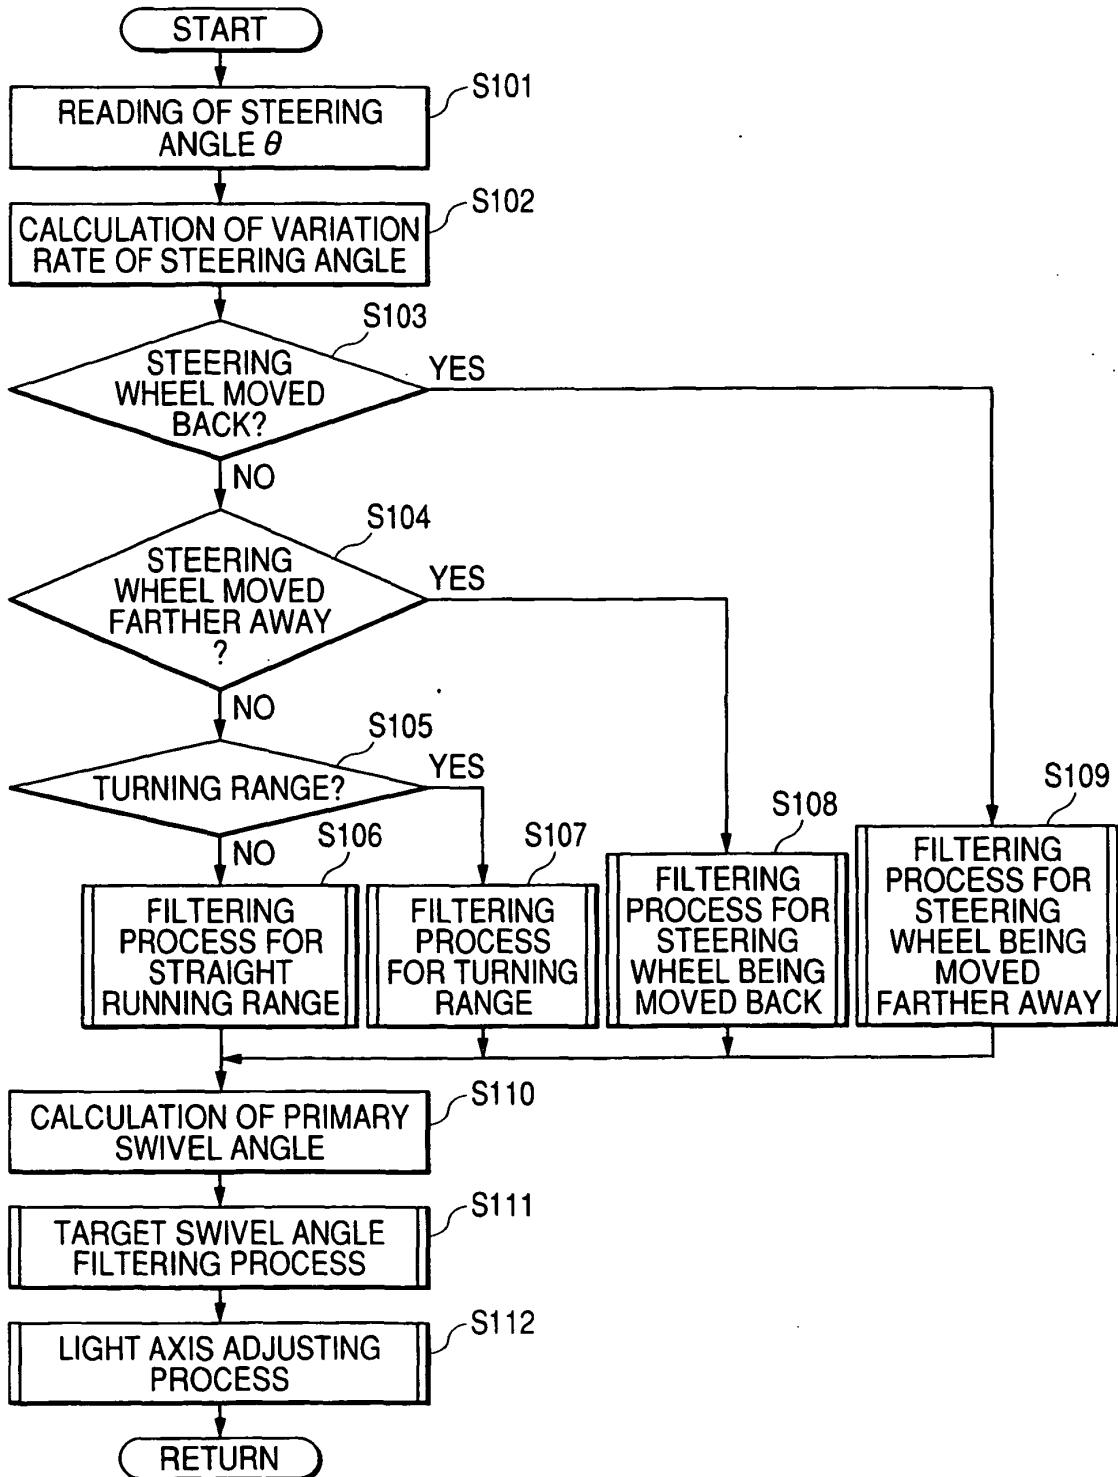 START
S101
READING OF STEERING
ANGLE θ
S102
CALCULATION OF VARIATION
RATE OF STEERING ANGLE
S103
STEERING
WHEEL MOVED
BACK?
YES
NO
S104
STEERING
WHEEL MOVED
FARTHER AWAY
?
YES
NO
S105
TURNING RANGE?
YES
NO
S106
FILTERING
PROCESS FOR
STRAIGHT
RUNNING RANGE
S107
FILTERING
PROCESS
FOR TURNING
RANGE
S108
FILTERING
PROCESS FOR
STEERING
WHEEL BEING
MOVED BACK
S109
FILTERING
PROCESS FOR
STEERING
WHEEL BEING
MOVED
FARTHER AWAY
S110
CALCULATION OF PRIMARY
SWIVEL ANGLE
S111
TARGET SWIVEL ANGLE
FILTERING PROCESS
S112
LIGHT AXIS ADJUSTING
PROCESS
RETURN